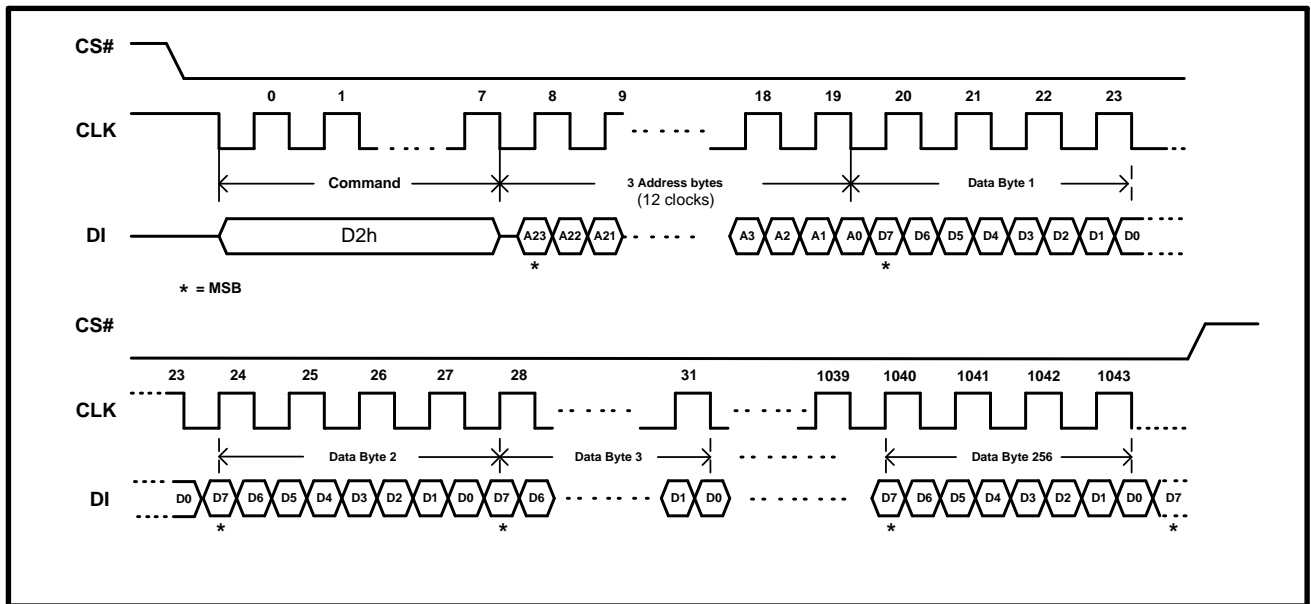 CS#
0 1 7 8 9 18 19 20 21 22 23
CLK
Command 3 Address bytes Data Byte 1
(12 clocks)
DI D2h A23 A22 A21 A3 A2 A1 A0 D7 D6 D5 D4 D3 D2 D1 D0
* *
* = MSB
CS#
23 24 25 26 27 28 31 1039 1040 1041 1042 1043
CLK
Data Byte 2 Data Byte 3 Data Byte 256
DI D0 D7 D6 D5 D4 D3 D2 D1 D0 D7 D6 D1 D0 D7 D6 D5 D4 D3 D2 D1 D0 D7
* * * *